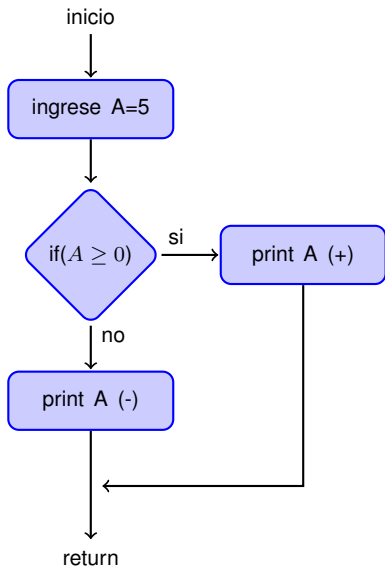 inicio
ingrese A=5
if(A ≥ 0)
si
print A (+)
no
print A (-)
return